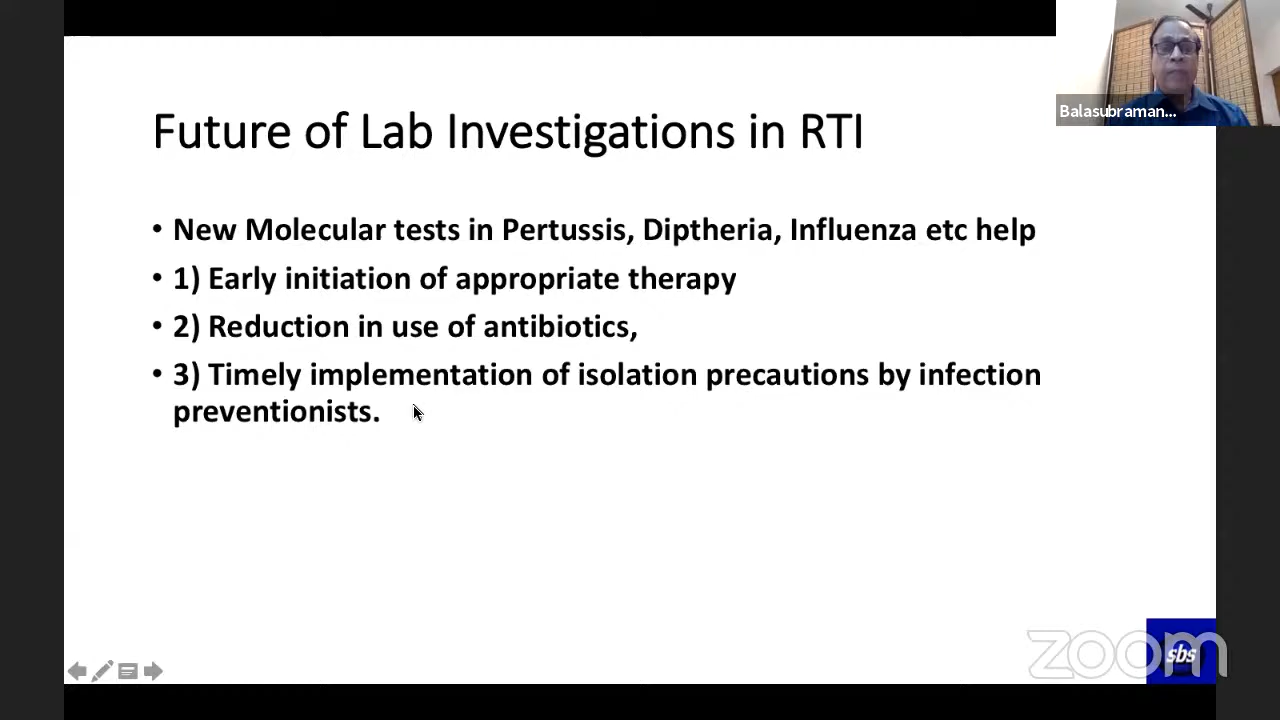 Balasubraman...
Future of Lab Investigations in RTI
• New Molecular tests in Pertussis, Diptheria, Influenza etc help
• 1) Early initiation of appropriate therapy
• 2) Reduction in use of antibiotics,
• 3) Timely implementation of isolation precautions by infection
preventionists.
zoom
sbs